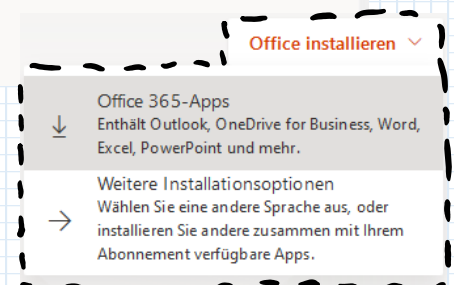 Office installieren
Office 365-Apps
Enthält Outlook, OneDrive for Business, Word,
Excel, PowerPoint und mehr.
Weitere Installationsoptionen
Wählen Sie eine andere Sprache aus, oder
installieren Sie andere zusammen mit Ihrem
Abonnement verfügbare Apps.